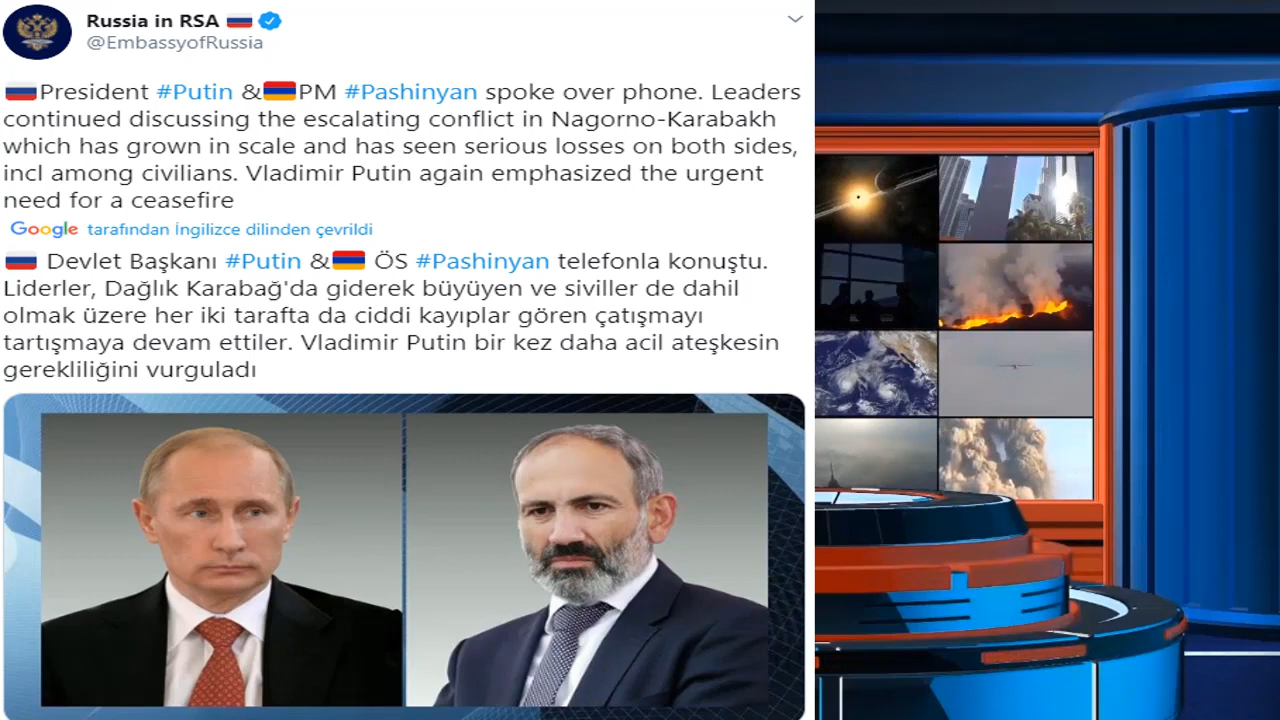 Russia in RSA
@EmbassyofRussia
President #Putin & PM #Pashinyan spoke over phone. Leaders
continued discussing the escalating conflict in Nagorno-Karabakh
which has grown in scale and has seen serious losses on both sides,
incl among civilians. Vladimir Putin again emphasized the urgent
need for a ceasefire
Google tarafından İngilizce dilinden çevrildi
Devlet Başkanı #Putin & ÖS #Pashinyan telefonla konuştu.
Liderler, Dağlık Karabağ'da giderek büyüyen ve siviller de dahil
olmak üzere her iki tarafta da ciddi kayıplar gören çatışmayı
tartışmaya devam ettiler. Vladimir Putin bir kez daha acil ateşkesin
gerekliliğini vurguladı